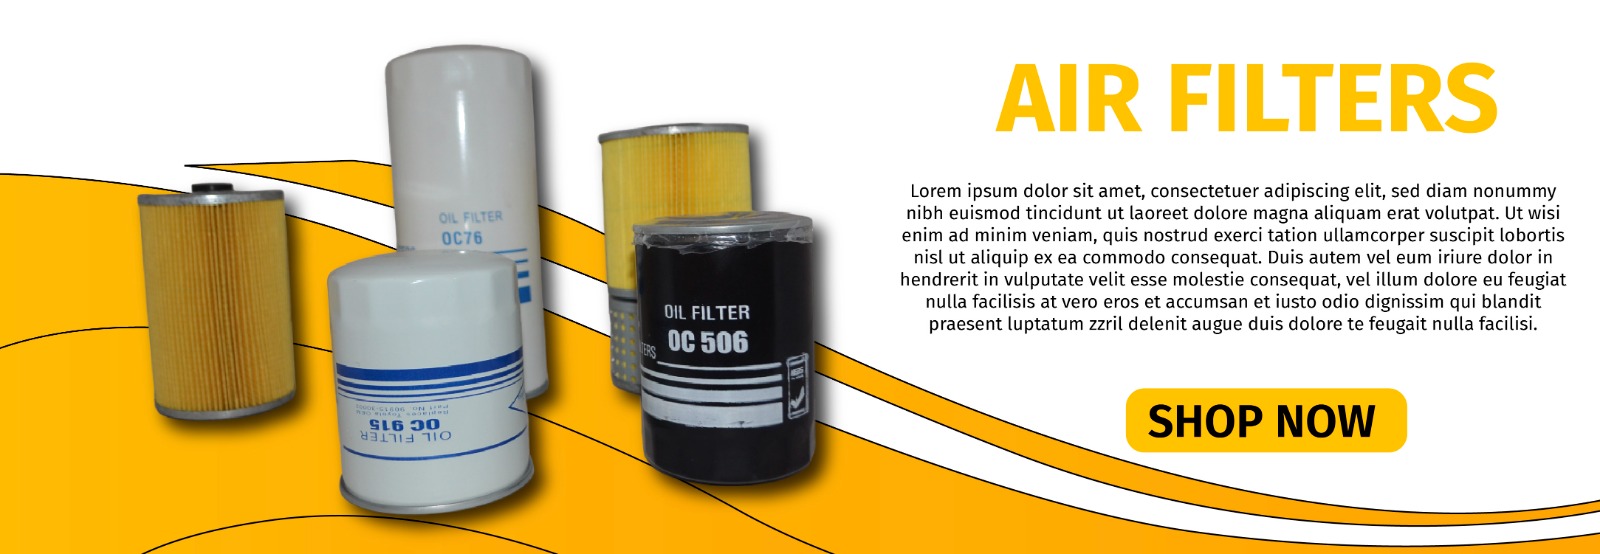 AIR FILTERS
Lorem ipsum dolor sit amet, consectetuer adipiscing elit, sed diam nonummy
nibh euismod tincidunt ut laoreet dolore magna aliquam erat volutpat. Ut wisi
enim ad minim veniam, quis nostrud exerci tation ullamcorper suscipit lobortis
nisl ut aliquip ex ea commodo consequat. Duis autem vel eum iriure dolor in
hendrerit in vulputate velit esse molestie consequat, vel illum dolore eu feugiat
nulla facilisis at vero eros et accumsan et iusto odio dignissim qui blandit
praesent luptatum zzril delenit augue duis dolore te feugait nulla facilisi.
SHOP NOW
OIL FILTER
OC76
OIL FILTER
OC 915
Replaces Toyota OEM
OIL FILTER
OC 506